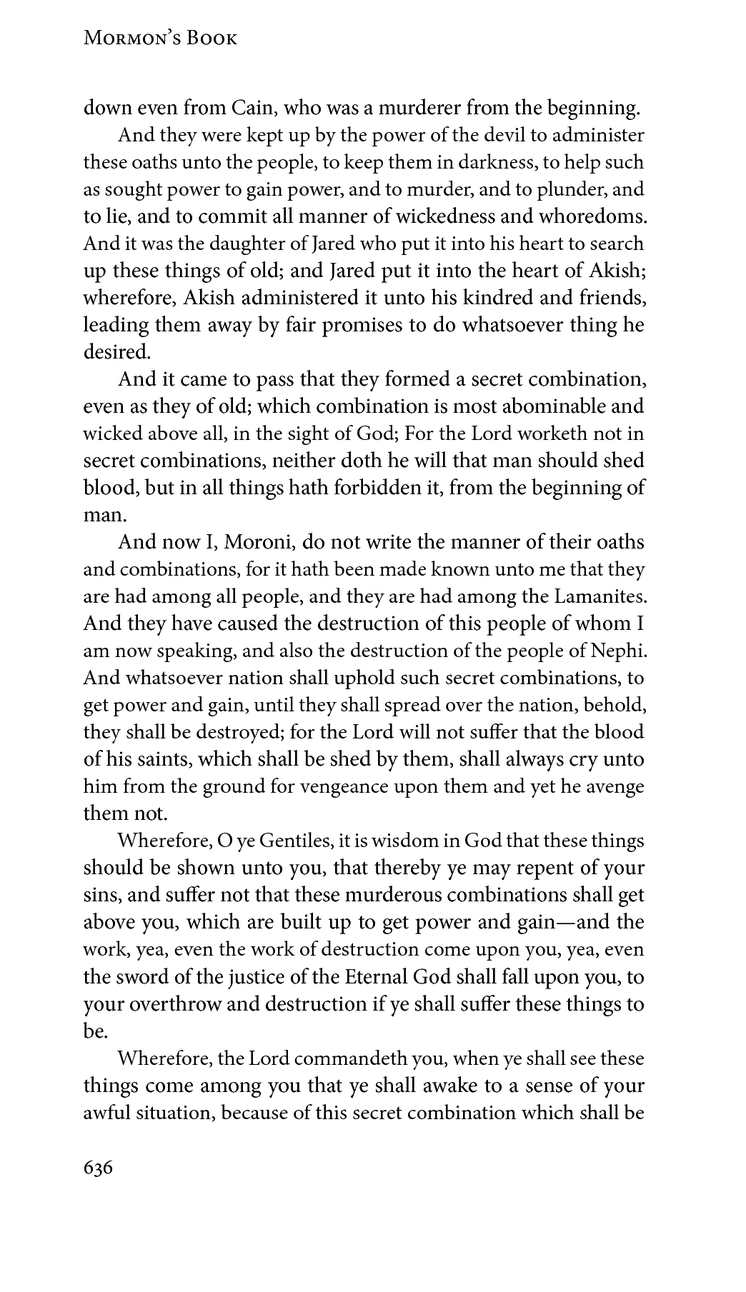 Mormon's Book
down even from Cain, who was a murderer from the beginning.
And they were kept up by the power of the devil to administer
these oaths unto the people, to keep them in darkness, to help such
as sought power to gain power, and to murder, and to plunder, and
to lie, and to commit all manner of wickedness and whoredoms.
And it was the daughter of Jared who put it into his heart to search
up these things of old; and Jared put it into the heart of Akish;
wherefore, Akish administered it unto his kindred and friends,
leading them away by fair promises to do whatsoever thing he
desired.
And it came to pass that they formed a secret combination,
even as they of old; which combination is most abominable and
wicked above all, in the sight of God; For the Lord worketh not in
secret combinations, neither doth he will that man should shed
blood, but in all things hath forbidden it, from the beginning of
man.
And now I, Moroni, do not write the manner of their oaths
and combinations, for it hath been made known unto me that they
are had among all people, and they are had among the Lamanites.
And they have caused the destruction of this people of whom I
am now speaking, and also the destruction of the people of Nephi.
And whatsoever nation shall uphold such secret combinations, to
get power and gain, until they shall spread over the nation, behold,
they shall be destroyed; for the Lord will not suffer that the blood
of his saints, which shall be shed by them, shall always cry unto
him from the ground for vengeance upon them and yet he avenge
them not.
Wherefore, O ye Gentiles, it is wisdom in God that these things
should be shown unto you, that thereby ye may repent of your
sins, and suffer not that these murderous combinations shall get
above you, which are built up to get power and gain—and the
work, yea, even the work of destruction come upon you, yea, even
the sword of the justice of the Eternal God shall fall upon you, to
your overthrow and destruction if ye shall suffer these things to
be.
Wherefore, the Lord commandeth you, when ye shall see these
things come among you that ye shall awake to a sense of your
awful situation, because of this secret combination which shall be
636